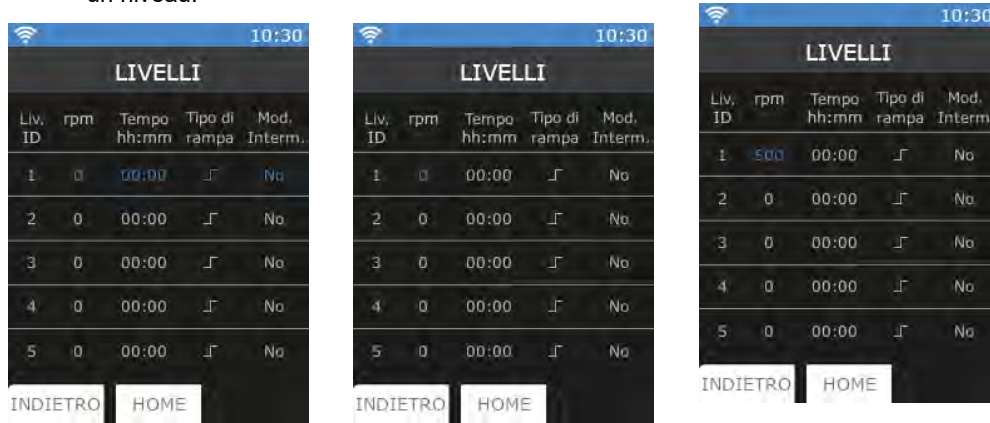 un niveau.
10:30
LIVELLI
Liv. rpm Tempo Tipo di Mod.
ID hh:mm rampa Interm.
1 0 00:00 No
2 0 00:00 No
3 0 00:00 No
4 0 00:00 No
5 0 00:00 No
INDIETRO HOME
10:30
LIVELLI
Liv. rpm Tempo Tipo di Mod.
ID hh:mm rampa Interm.
1 0 00:00 No
2 0 00:00 No
3 0 00:00 No
4 0 00:00 No
5 0 00:00 No
INDIETRO HOME
10:30
LIVELLI
Liv. rpm Tempo Tipo di Mod.
ID hh:mm rampa Interm
1 500 00:00 No
2 0 00:00 No
3 0 00:00 No
4 0 00:00 No
5 0 00:00 No
INDIETRO HOME